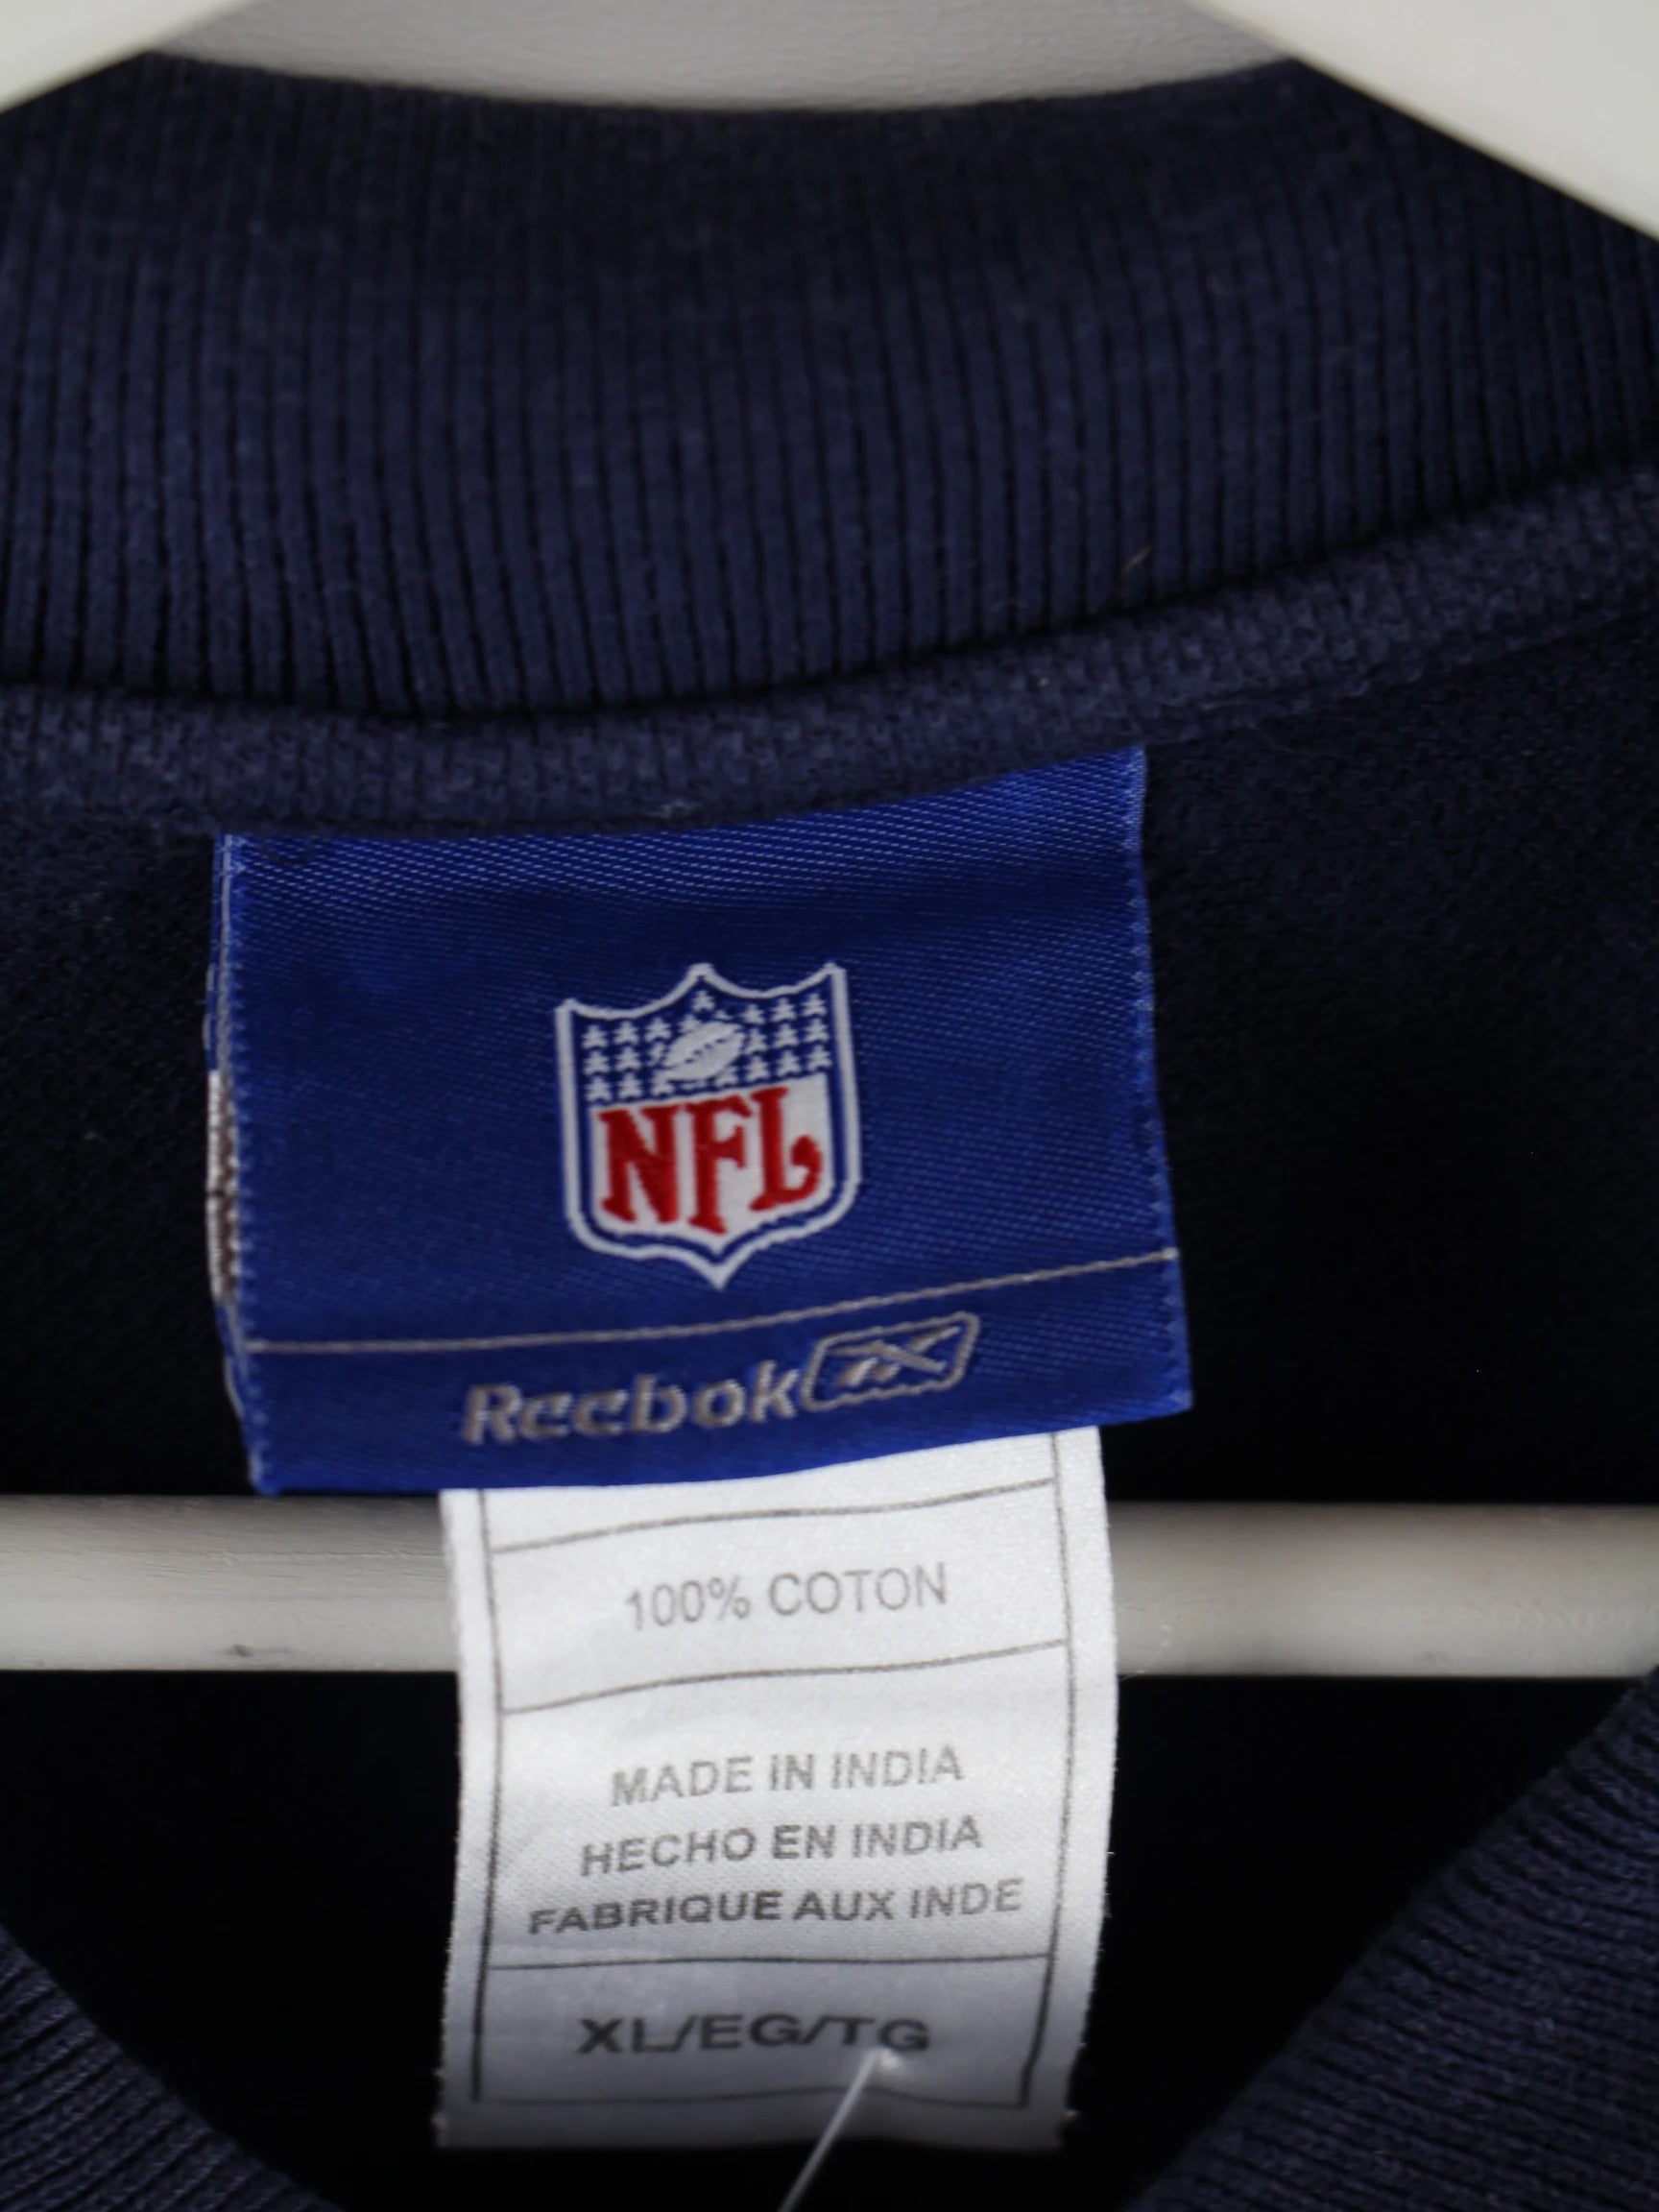 NFL
Reebok
100% COTON
MADE IN INDIA
HECHO EN INDIA
FABRIQUE AUX INDE
XL/EG/TG